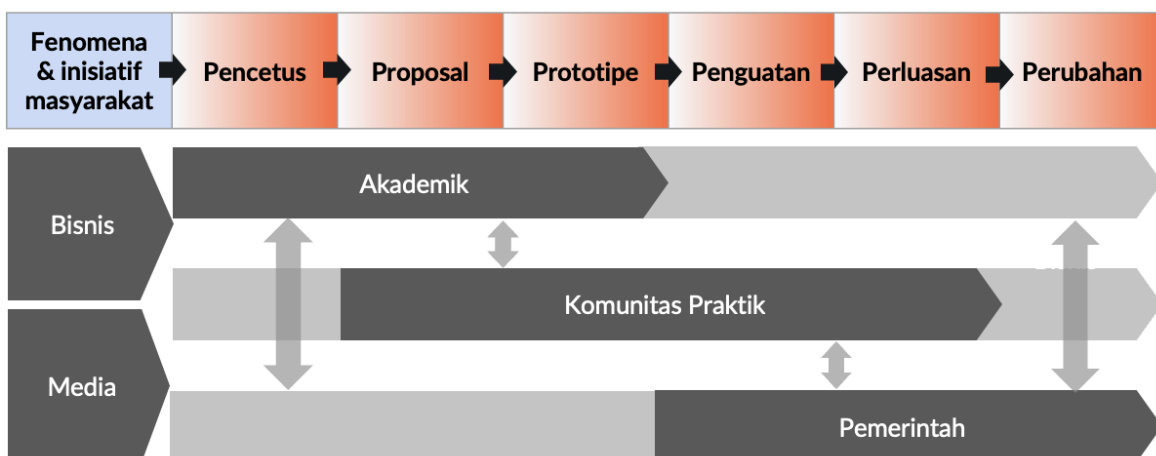 Fenomena
& inisiatif
masyarakat
Pencetus
Proposal
Prototipe
Penguatan
Perluasan
Perubahan
Bisnis
Akademik
Komunitas Praktik
Media
Pemerintah